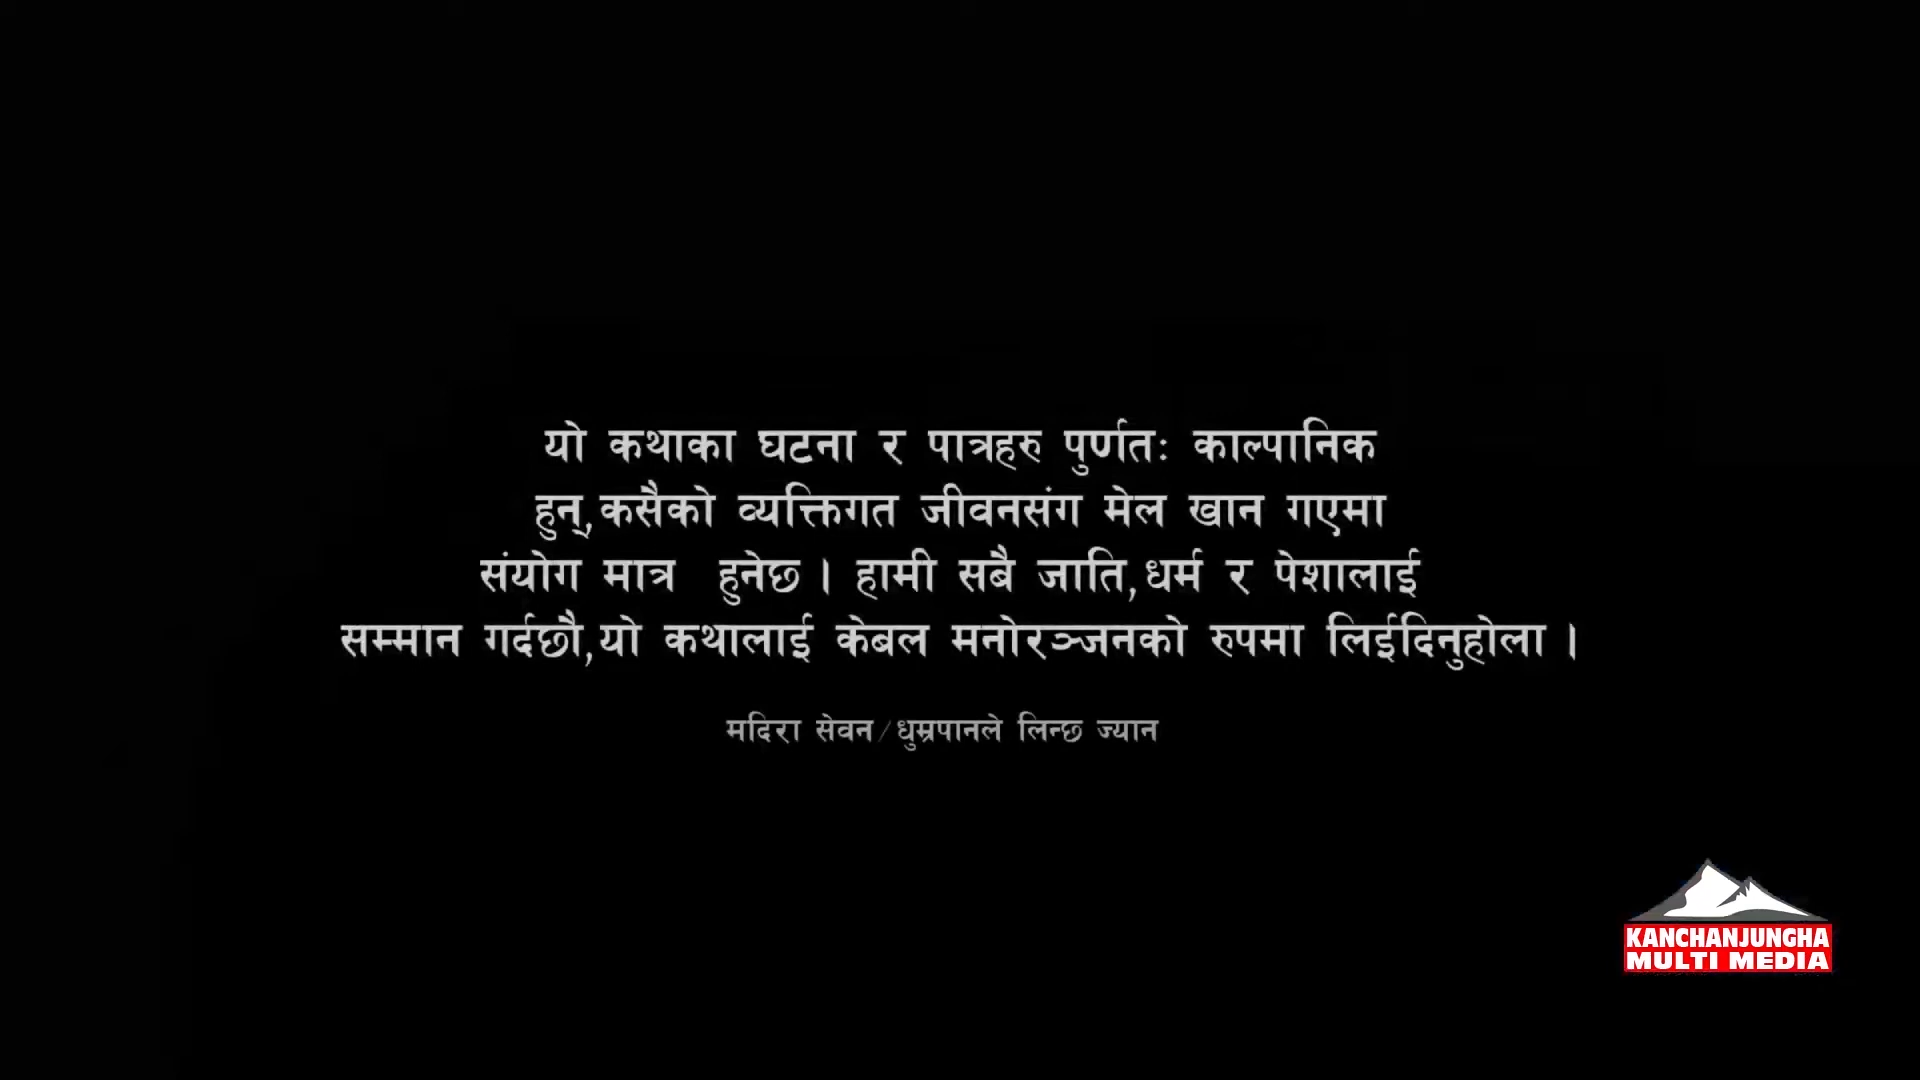 यो कथाका घटना र पात्रहरु पुर्णतः काल्पानिक
हुन्,कसैको व्यक्तिगत जीवनसंग मेल खान गएमा
संयोग मात्र हुनेछ । हामी सबै जाति,धर्म र पेशालाई
सम्मान गर्दछौ,यो कथालाई केबल मनोरञ्जनको रुपमा लिईदिनुहोला ।
मदिरा सेवन/धुम्रपानले लिन्छ ज्यान
KANCHANJUNGHA
MULTI MEDIA